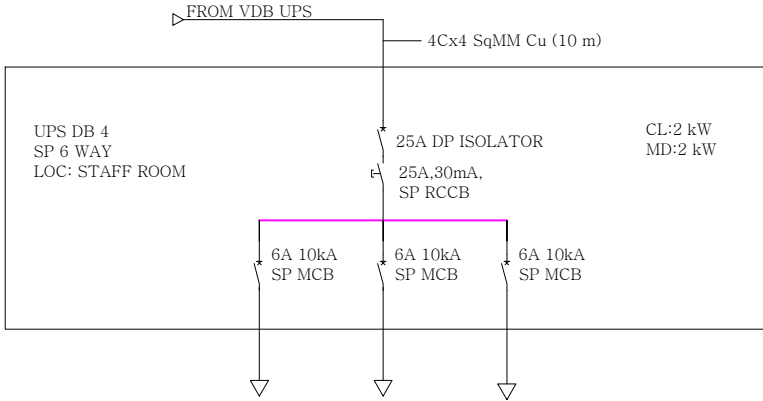 FROM VDB UPS
4Cx4 SqMM Cu (10 m)
UPS DB 4
SP 6 WAY
LOC: STAFF ROOM
25A DP ISOLATOR
25A,30mA,
SP RCCB
CL:2 kW
MD:2 kW
6A 10kA
SP MCB
6A 10kA
SP MCB
6A 10kA
SP MCB